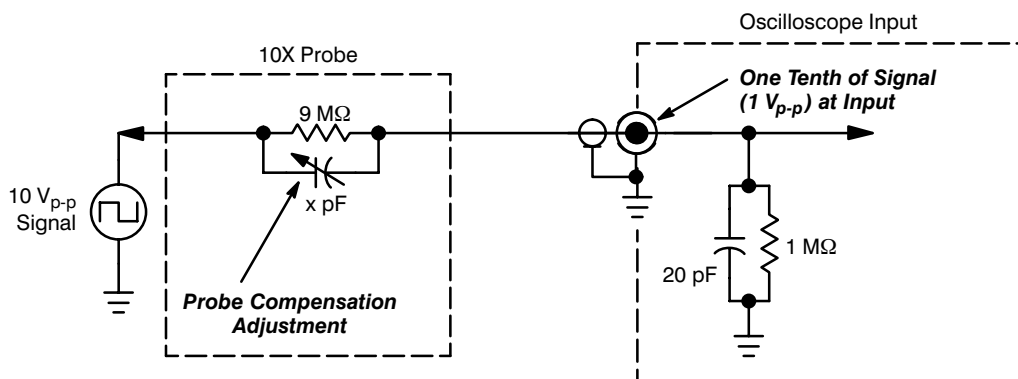 Oscilloscope Input
10X Probe
One Tenth of Signal
(1 Vp-p) at Input
9 MΩ
x pF
10 Vp-p
Signal
1 MΩ
20 pF
Probe Compensation
Adjustment